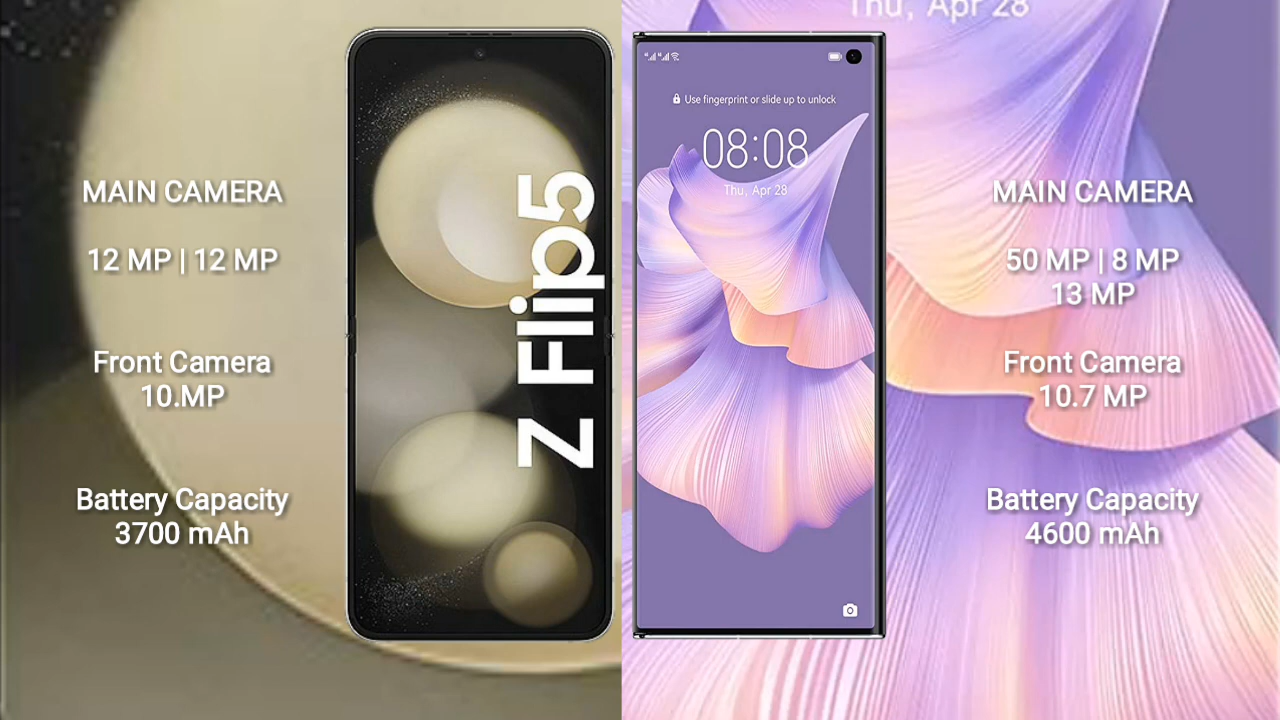 MAIN CAMERA
12 MP | 12 MP
Front Camera
10.MP
Battery Capacity
3700 mAh
Z Flip5
Use fingerprint or slide up to unlock
08:08
Thu, Apr 28
Thu, Apr 28
MAIN CAMERA
50 MP | 8 MP
13 MP
Front Camera
10.7 MP
Battery Capacity
4600 mAh